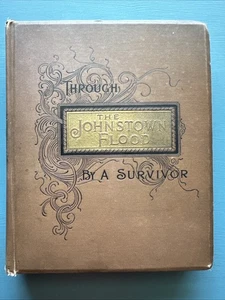 THROUGH
THE
JOHNSTOWN
FLOOD
BY A SURVIVOR